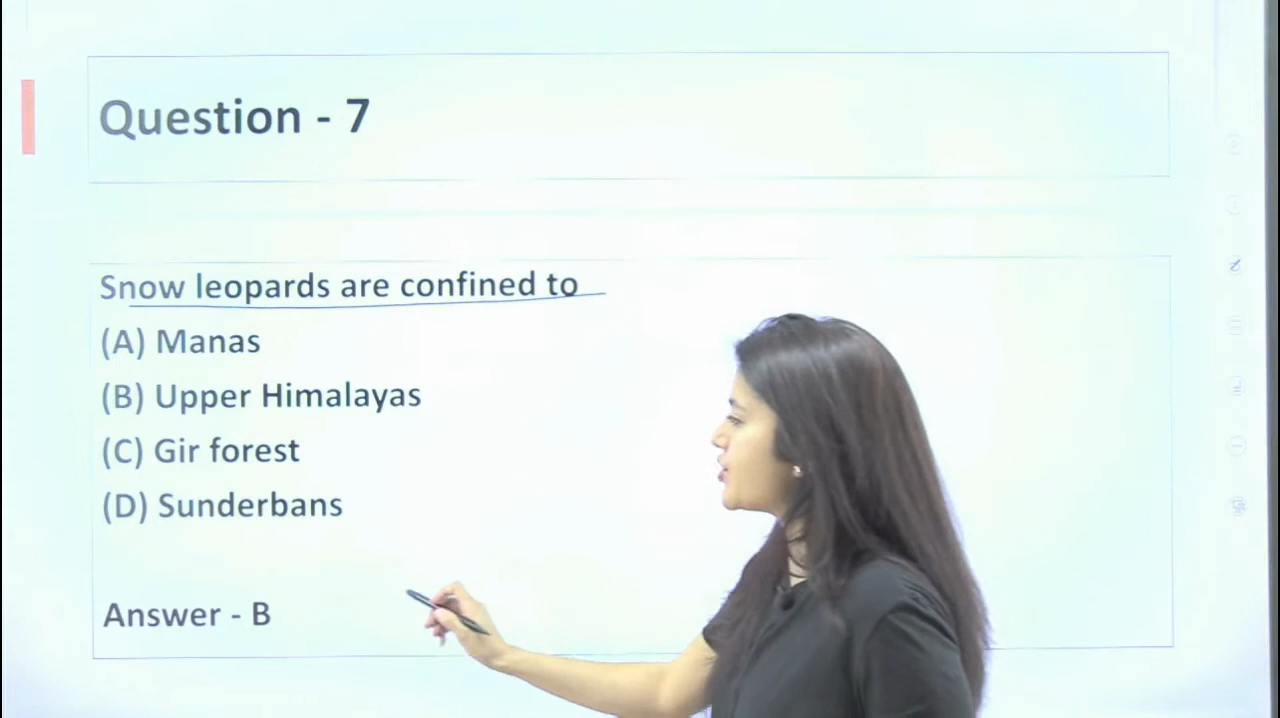 Question - 7
Snow leopards are confined to
(A) Manas
(B) Upper Himalayas
(C) Gir forest
(D) Sunderbans
Answer - B